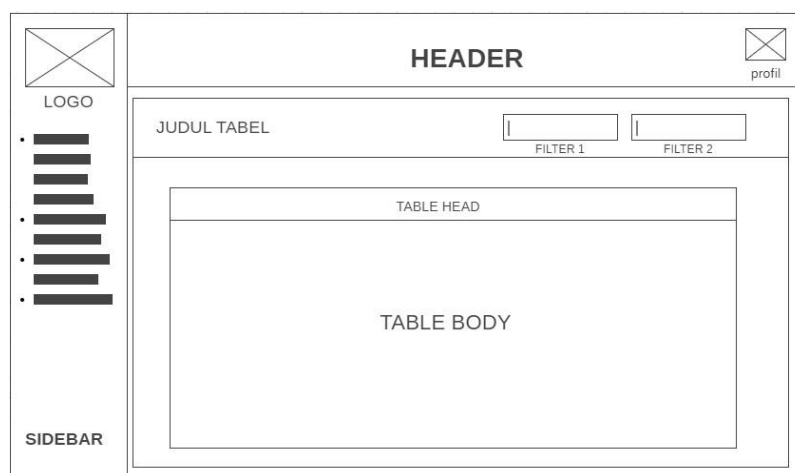 LOGO
SIDEBAR
HEADER
profil
JUDUL TABEL
FILTER 1
FILTER 2
TABLE HEAD
TABLE BODY